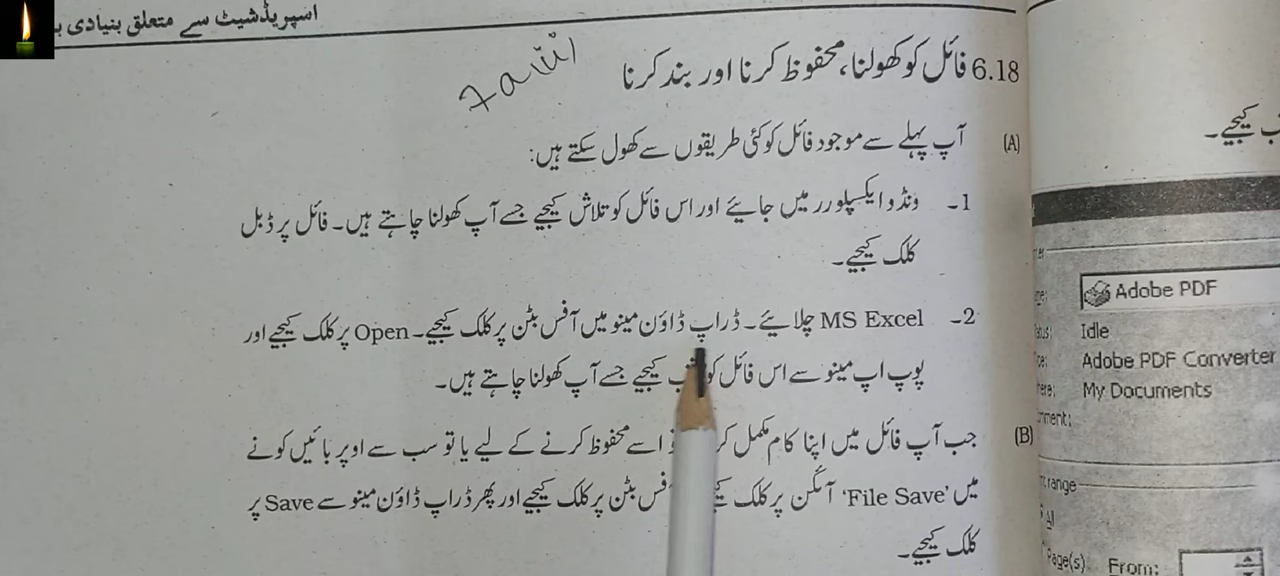 اسپریڈشیٹ سے متعلق بنیادی
6.18 فائل کو کھولنا، محفوظ کرنا اور بند کرنا
(A) آپ پہلے سے موجود فائل کو کئی طریقوں سے کھول سکتے ہیں:
1۔ ونڈو ایکسپلورر میں جائیے اور اس فائل کو تلاش کیجیے جسے آپ کھولنا چاہتے ہیں۔ فائل پر ڈبل
کلک کیجیے۔
2۔ MS Excel چلائیے۔ ڈراپ ڈاؤن مینو میں آفس بٹن پر کلک کیجیے۔ Open پر کلک کیجیے اور
پوپ اپ مینو سے اس فائل کو کیجیے جسے آپ کھولنا چاہتے ہیں۔
(B) جب آپ فائل میں اپنا کام مکمل اسے محفوظ کرنے کے لیے یا تو سب سے اوپر بائیں کونے
میں ‘File Save’ آئکن پر کلک بٹن پر کلک کیجیے اور پھر ڈراپ ڈاؤن مینو سے Save پر
کلک کیجیے۔
کیجیے۔
Adobe PDF
Idle
Adobe PDF Converter
My Documents
range
All
Page(s): From: